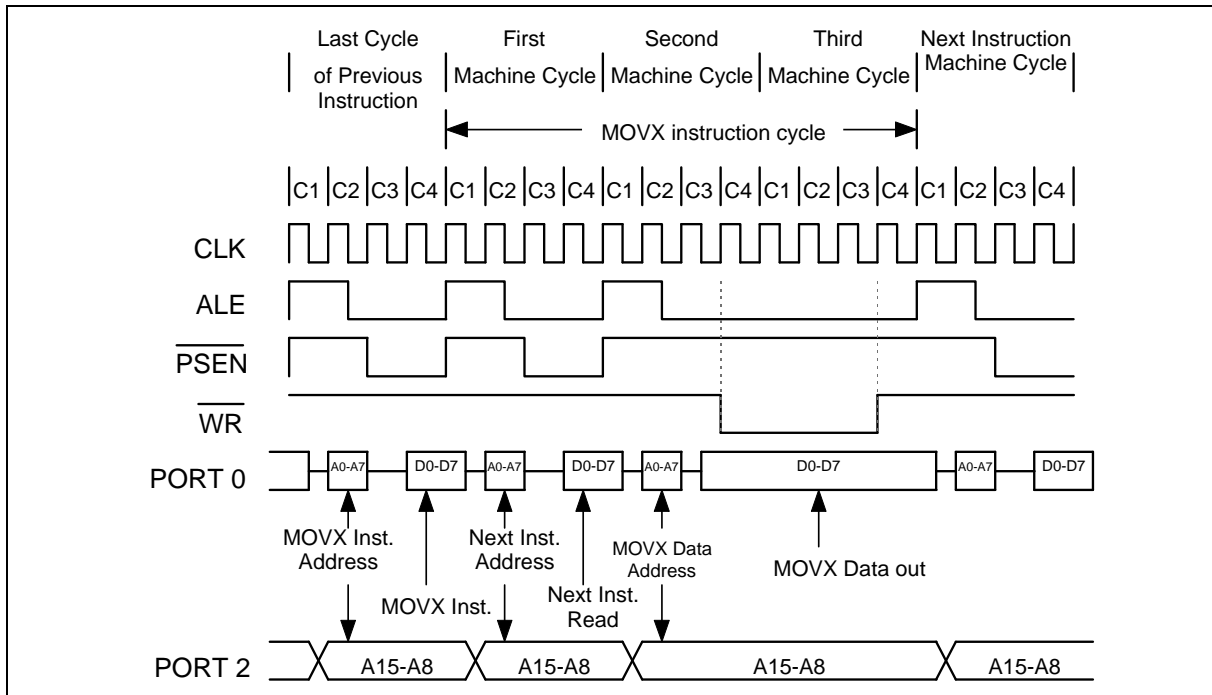 Last Cycle
of Previous
Instruction
First
Machine Cycle
Second
Machine Cycle
Third
Machine Cycle
Next Instruction
Machine Cycle
MOVX instruction cycle
C1 C2 C3 C4 C1 C2 C3 C4 C1 C2 C3 C4 C1 C2 C3 C4 C1 C2 C3 C4
CLK
ALE
PSEN
WR
PORT 0
A0-A7 D0-D7 A0-A7 D0-D7 A0-A7 D0-D7 A0-A7 D0-D7
MOVX Inst.
Address
MOVX Inst.
Next Inst.
Address
Next Inst.
Read
MOVX Data
Address
MOVX Data out
PORT 2
A15-A8 A15-A8 A15-A8 A15-A8